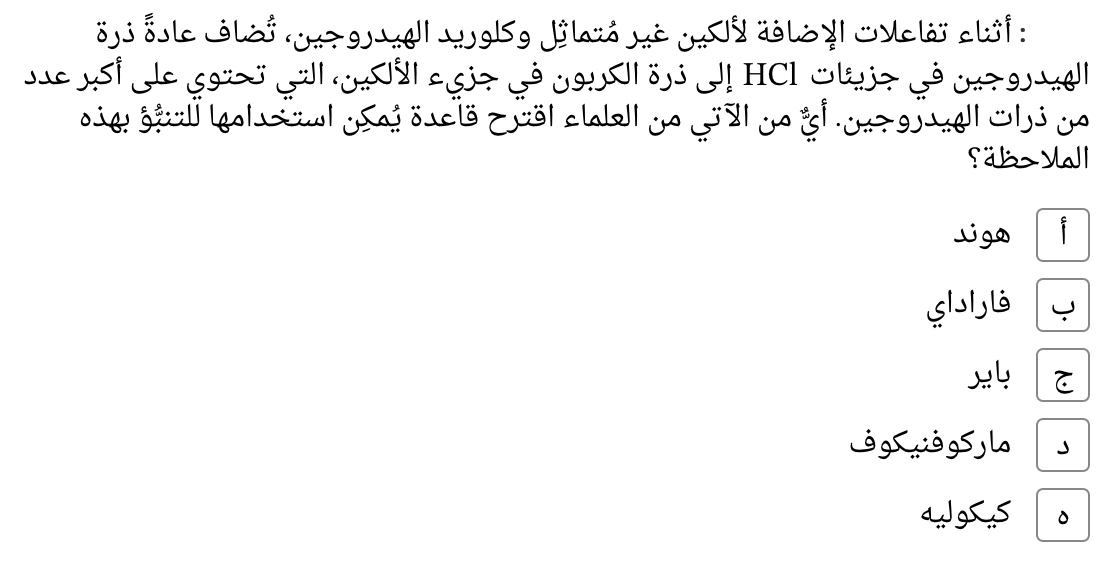 : أثناء تفاعلات الإضافة لألكين غير مُتماثِل وكلوريد الهيدروجين، تُضاف عادةً ذرة
الهيدروجين في جزيئات HCl إلى ذرة الكربون في جزيء الألكين، التي تحتوي على أكبر عدد
من ذرات الهيدروجين. أيٌّ من الآتي من العلماء اقترح قاعدة يُمكِن استخدامها للتنبُّؤ بهذه
الملاحظة؟
أ هوند
ب فاراداي
ج باير
د ماركوفنيكوف
ه كيكوليه